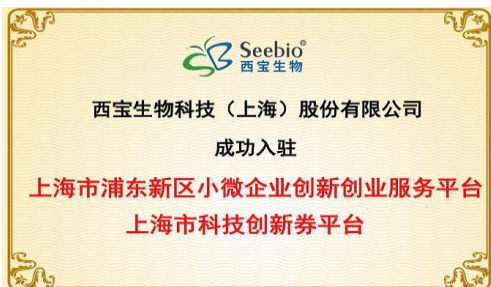 Seebio®
西宝生物
西宝生物科技（上海）股份有限公司
成功入驻
上海市浦东新区小微企业创新创业服务平台
上海市科技创新券平台